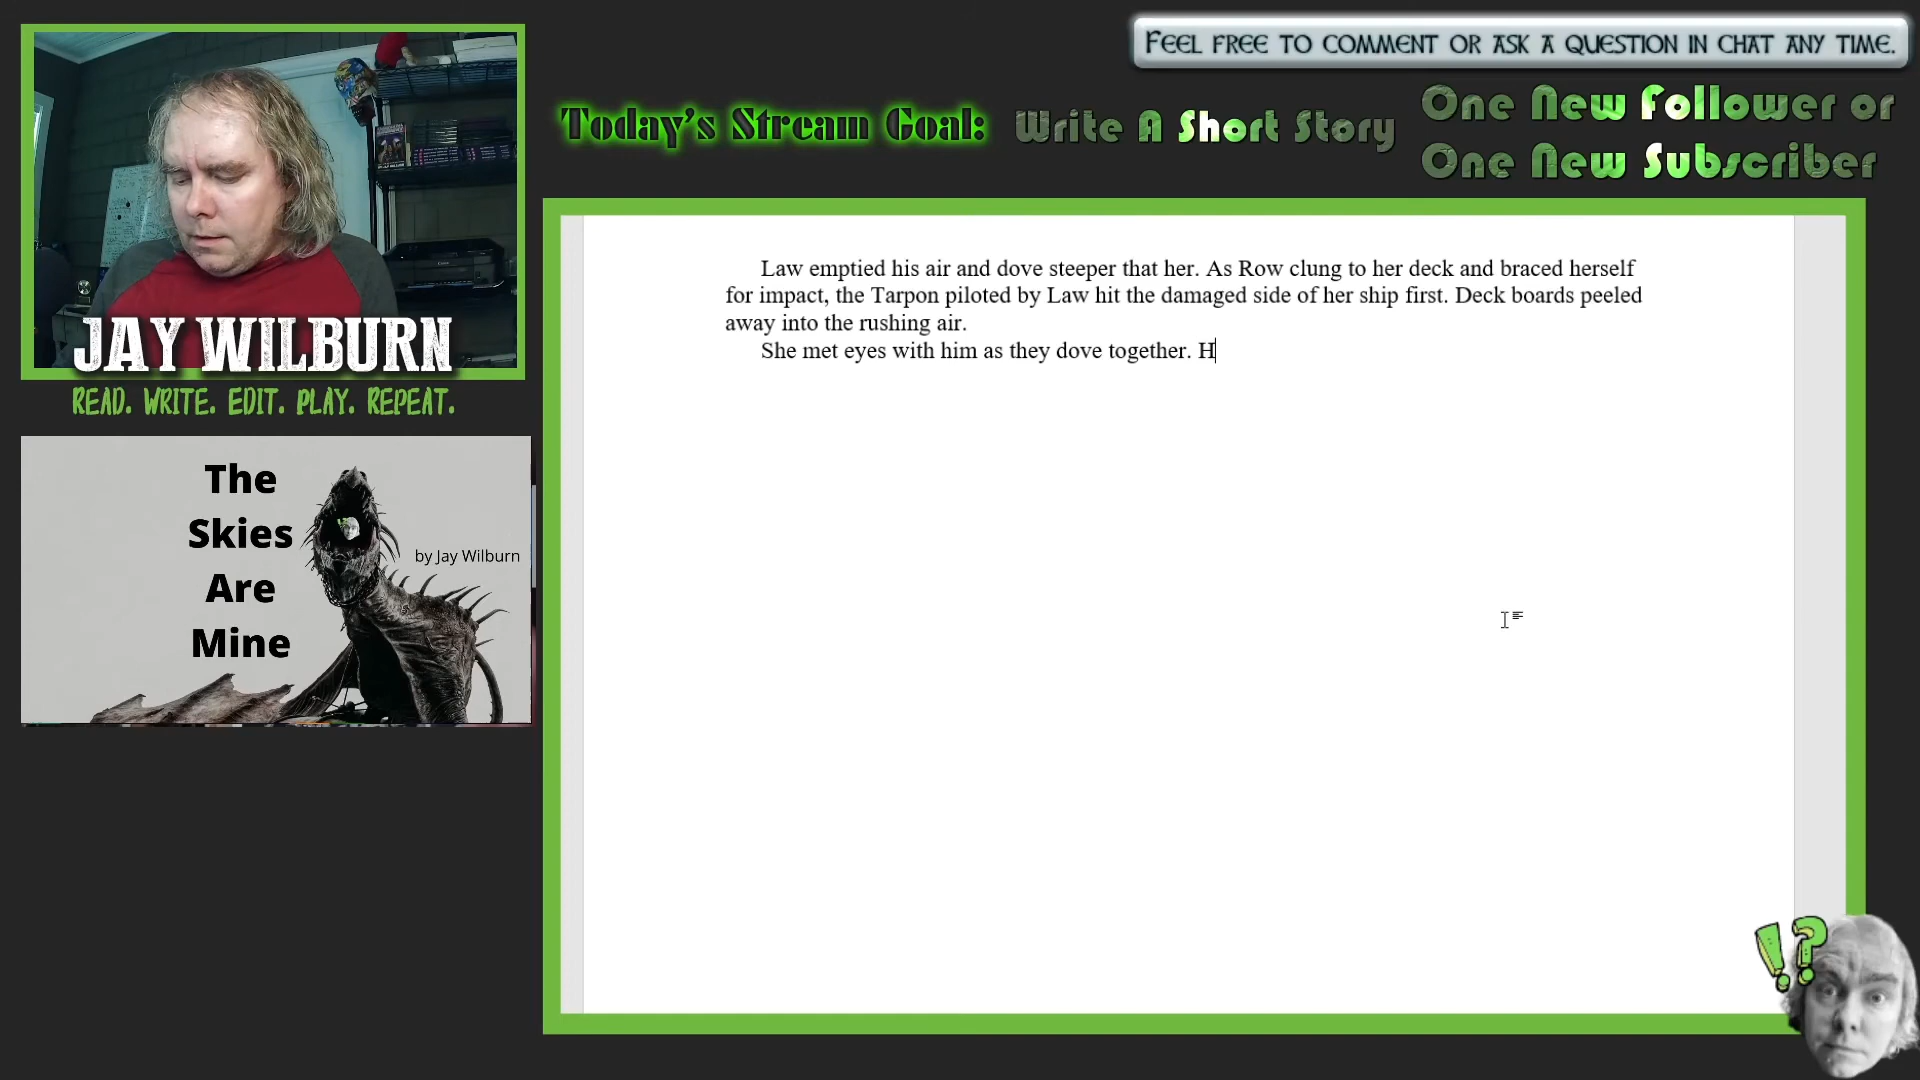 FEEL FREE TO COMMENT OR ASK A QUESTION IN CHAT ANY TIME.
Today's Stream Goal:
Write A Short Story
One New Follower or
One New Subscriber
JAY WILBURN
READ. WRITE. EDIT. PLAY. REPEAT.
The
Skies
Are
Mine
by Jay Wilburn
Law emptied his air and dove steeper that her. As Row clung to her deck and braced herself
for impact, the Tarpon piloted by Law hit the damaged side of her ship first. Deck boards peeled
away into the rushing air.
She met eyes with him as they dove together. H
!?